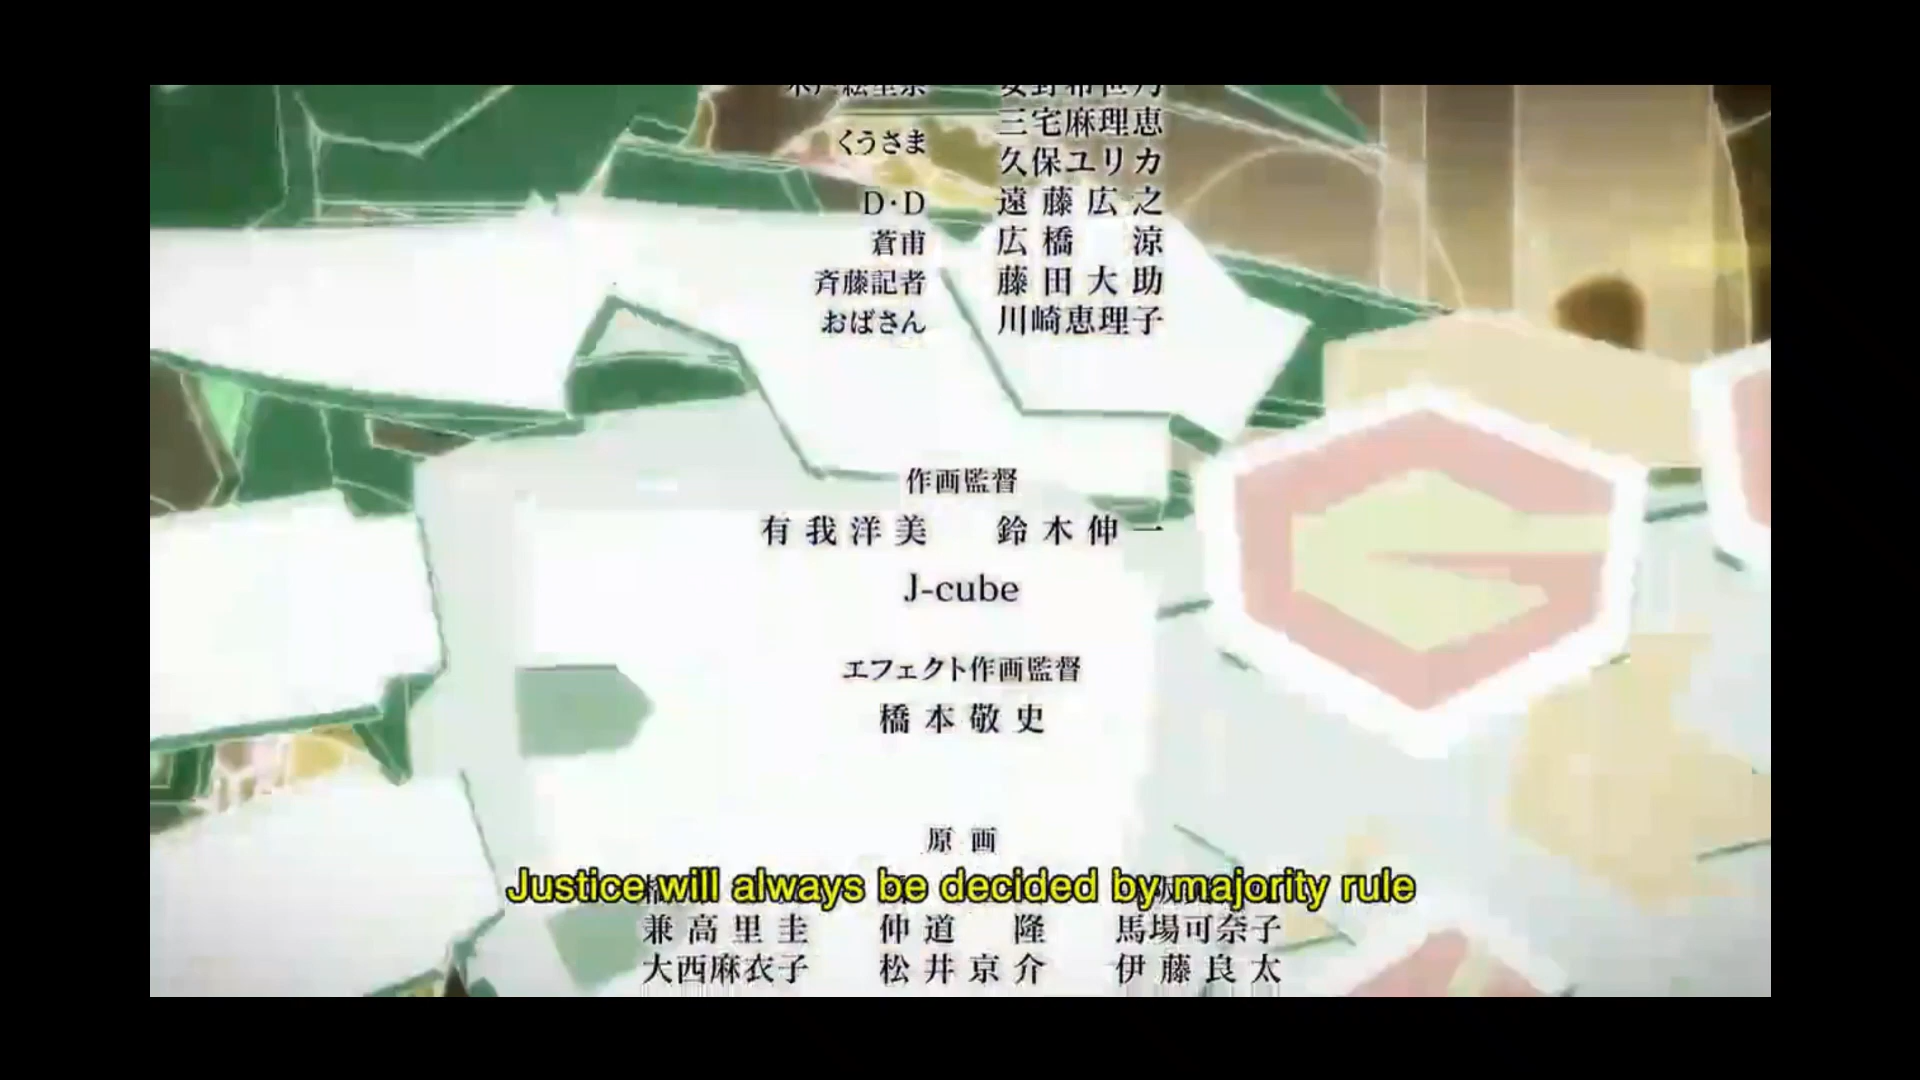 くうさま 三宅麻理恵
久保ユリカ
D・D 遠藤広之
蒼甫 広橋 涼
斉藤記者 藤田大助
おばさん 川崎恵理子
作画監督
有我洋美 鈴木伸一
J-cube
エフェクト作画監督
橋本敬史
原画
Justice will always be decided by majority rule
兼高里圭 仲道 隆 馬場可奈子
大西麻衣子 松井京介 伊藤良太
G